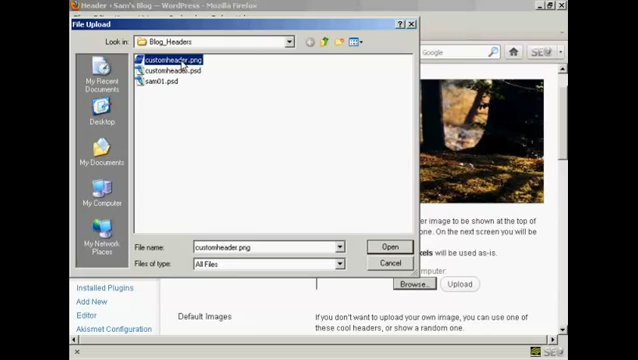 Header ‹ Sam's Blog — WordPress - Mozilla Firefox
File Upload
Look in:
Blog_Headers
customheader.png
customheader.psd
sam01.psd
My Recent
Documents
Desktop
My Documents
My Computer
My Network
Places
File name:
customheader.png
Open
Files of type:
All Files
Cancel
Google
er image to be shown at the top of
one. On the next screen you will be
xels will be used as-is.
computer:
Browse...
Upload
Installed Plugins
Add New
Editor
Akismet Configuration
Default Images
If you don't want to upload your own image, you can use one of
these cool headers, or show a random one.